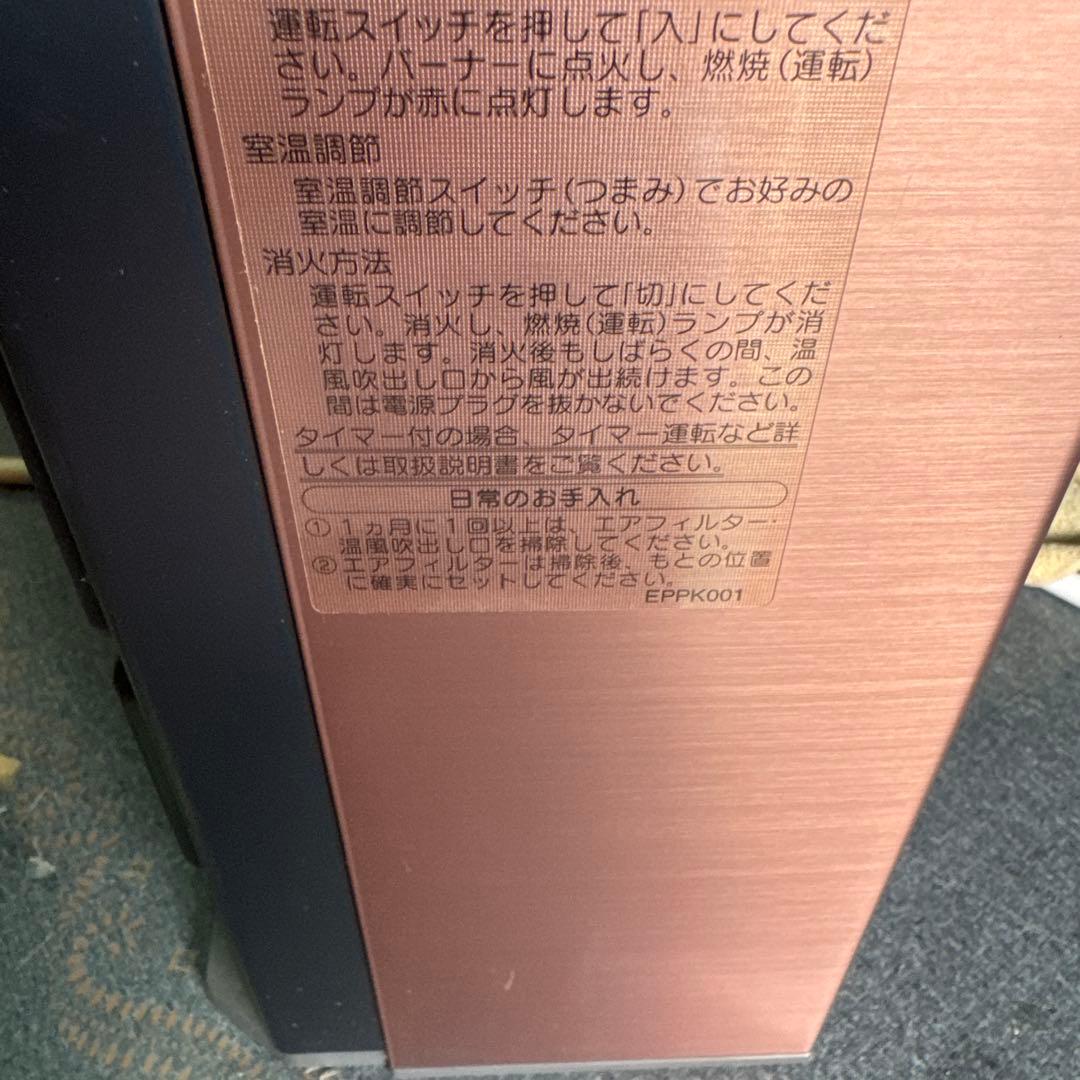 運転スイッチを押して「入」にしてくだ
さい。バーナーに点火し、燃焼(運転)
ランプが赤に点灯します。
室温調節
室温調節スイッチ(つまみ)でお好みの
室温に調節してください。
消火方法
運転スイッチを押して「切」にしてくだ
さい。消火し、燃焼(運転)ランプが消
灯します。消火後もしばらくの間、温
風吹出し口から風が出続けます。この
間は電源プラグを抜かないでください。
タイマー付の場合、タイマー運転など詳
しくは取扱説明書をご覧ください。
日常のお手入れ
① 1ヵ月に1回以上は、エアフィルター・
温風吹出し口を掃除してください。
② エアフィルターは掃除後、もとの位置
に確実にセットしてください。
EPPK001